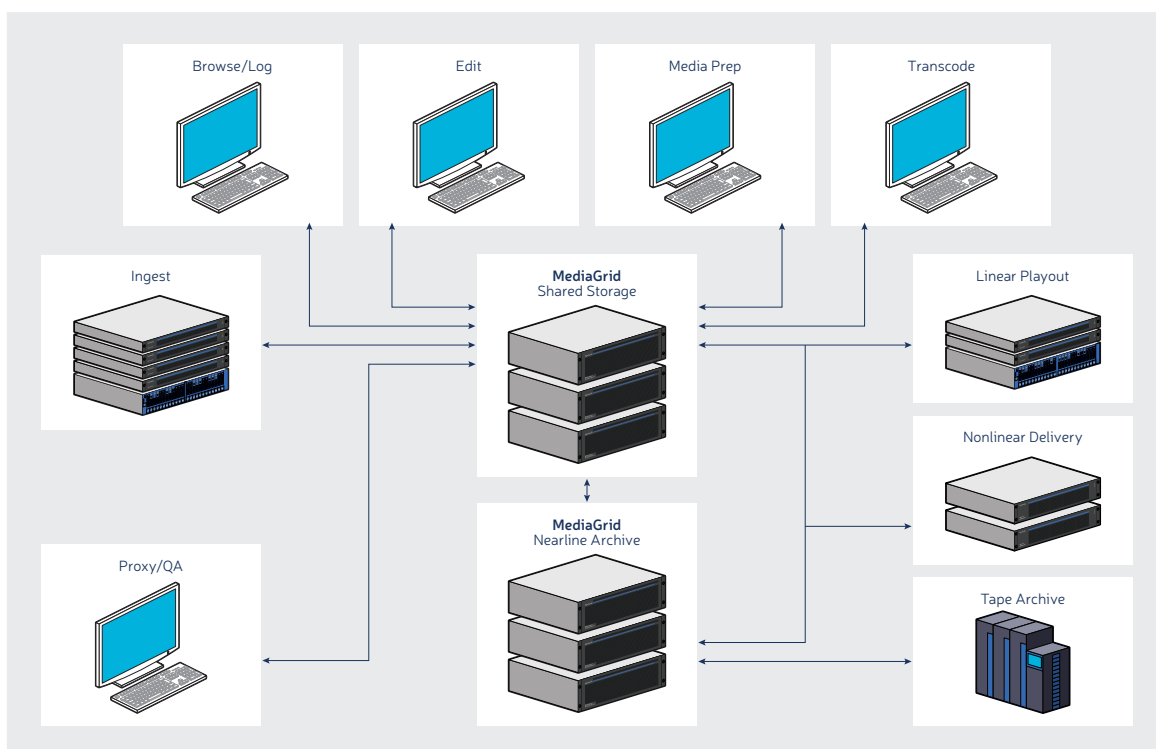 Browse/Log
Edit
Media Prep
Transcode
Ingest
MediaGrid
Shared Storage
Linear Playout
Nonlinear Delivery
MediaGrid
Nearline Archive
Proxy/QA
Tape Archive